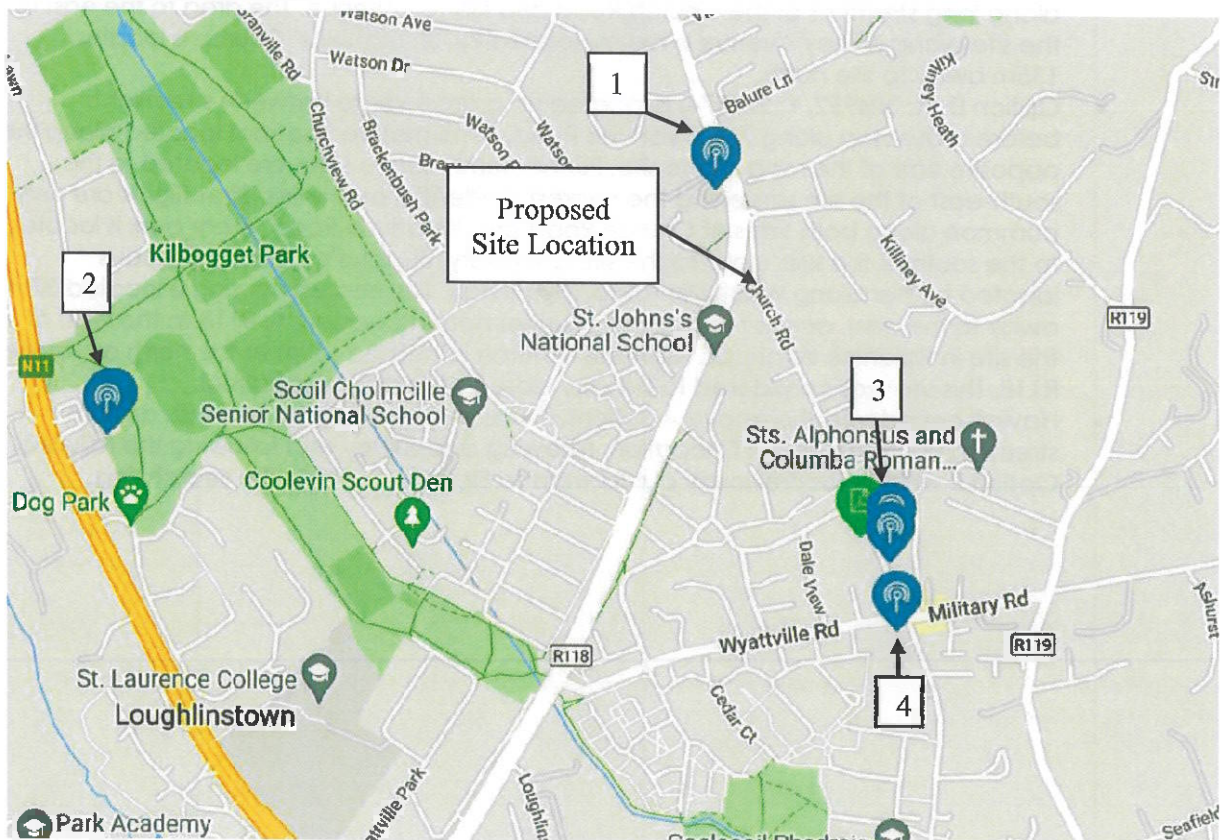 Watson Ave
Granville Rd
Watson Dr
1
Balure Ln
Killiney Heath
Churchview Rd
Brackenbush Park
Proposed
Site Location
Kilbogget Park
2
Killiney Ave
Church Rd
R119
St. Johns's
National School
N11
Scoil Cholmcille
Senior National School
3
Sts. Alphonsus and
Columba Roman...
Coolevin Scout Den
Dog Park
Dale View
Military Rd
Ashurst
Wyattville Rd
R118
R119
St. Laurence College
Loughlinstown
Cedar Ct
4
Park Academy